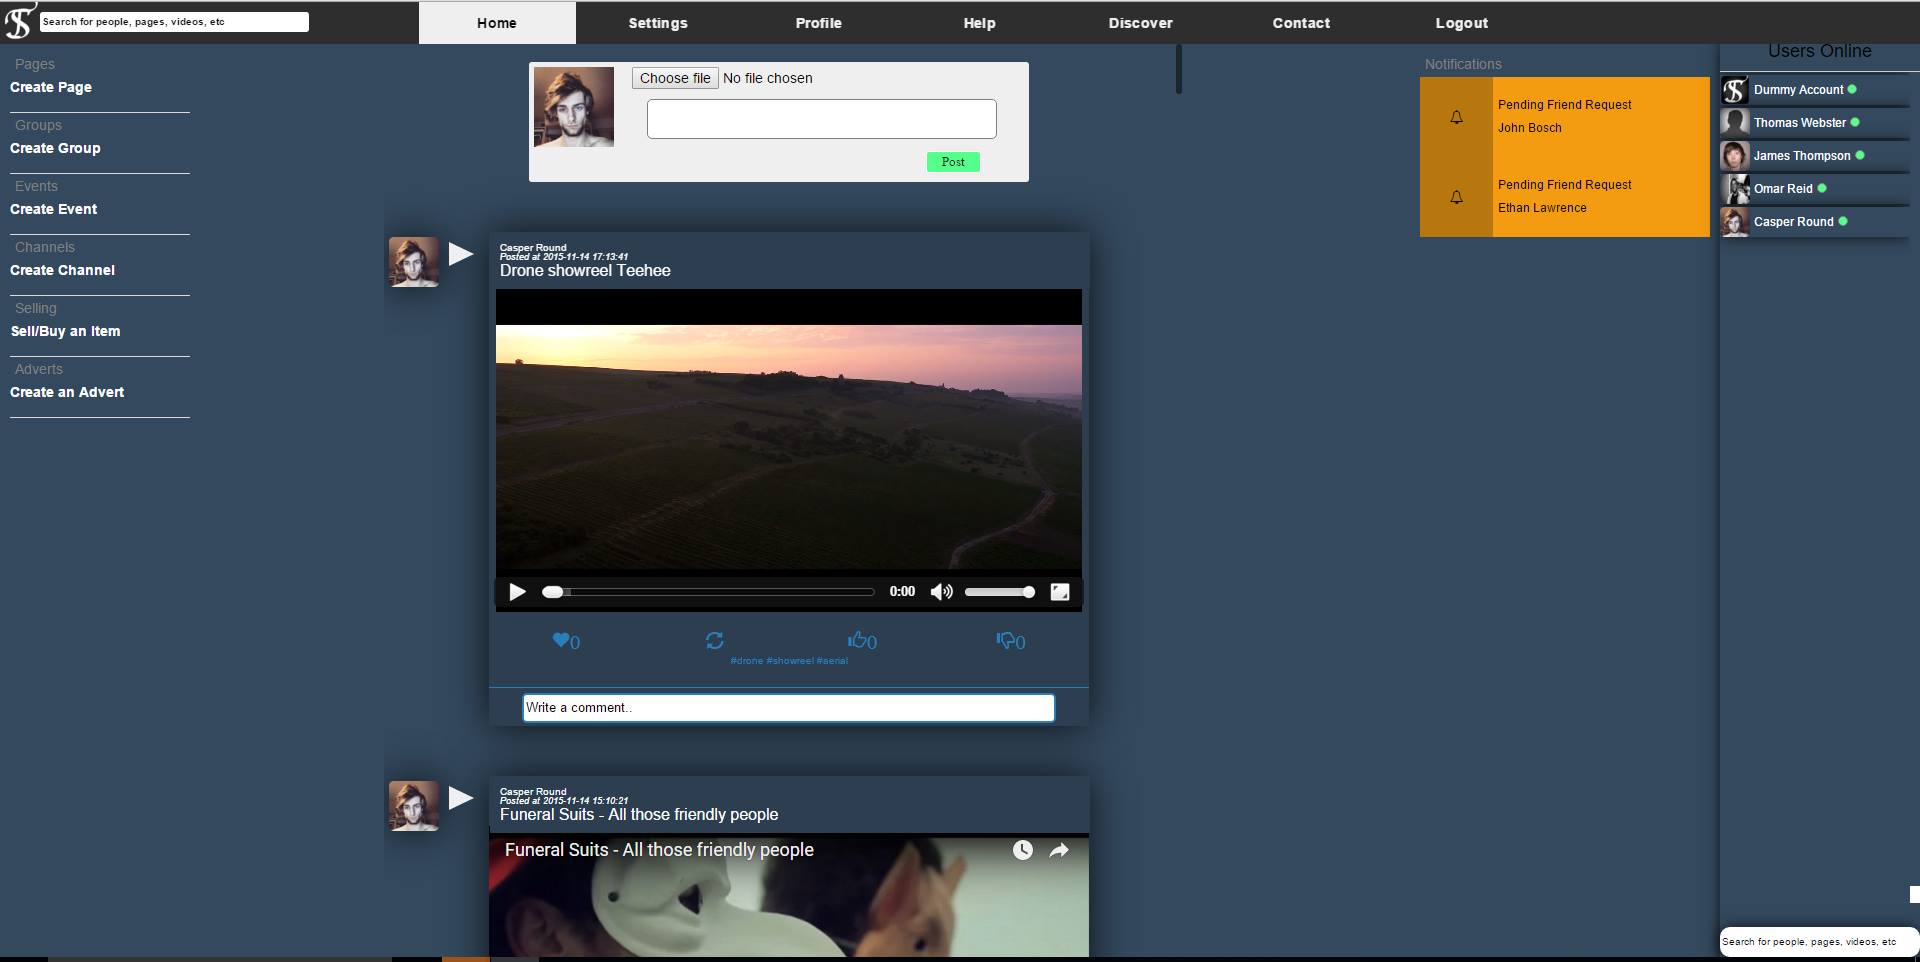 Search for people, pages, videos, etc
Home
Settings
Profile
Help
Discover
Contact
Logout
Pages
Create Page
Groups
Create Group
Events
Create Event
Channels
Create Channel
Selling
Sell/Buy an Item
Adverts
Create an Advert
Choose file No file chosen
Post
Casper Round
Posted at 2015-11-14 17:13:41
Drone showreel Teehee
0:00
0
0
0
#drone #showreel #aerial
Write a comment..
Casper Round
Posted at 2015-11-14 15:10:21
Funeral Suits - All those friendly people
Funeral Suits - All those friendly people
Notifications
Pending Friend Request
John Bosch
Pending Friend Request
Ethan Lawrence
Users Online
Dummy Account
Thomas Webster
James Thompson
Omar Reid
Casper Round
Search for people, pages, videos, etc